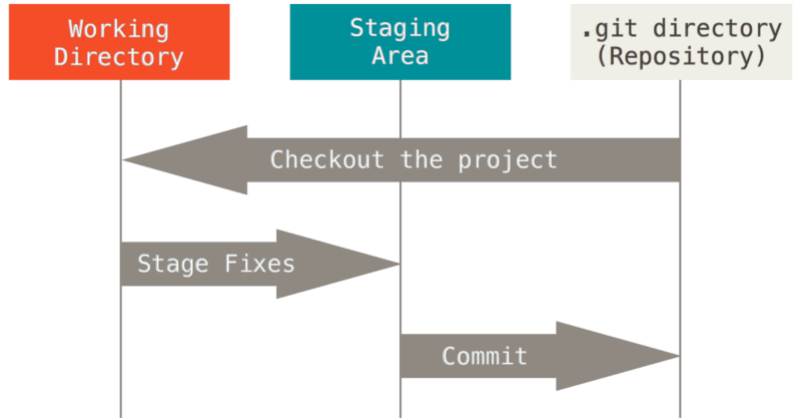 Working
Directory
Staging
Area
.git directory
(Repository)
Checkout the project
Stage Fixes
Commit